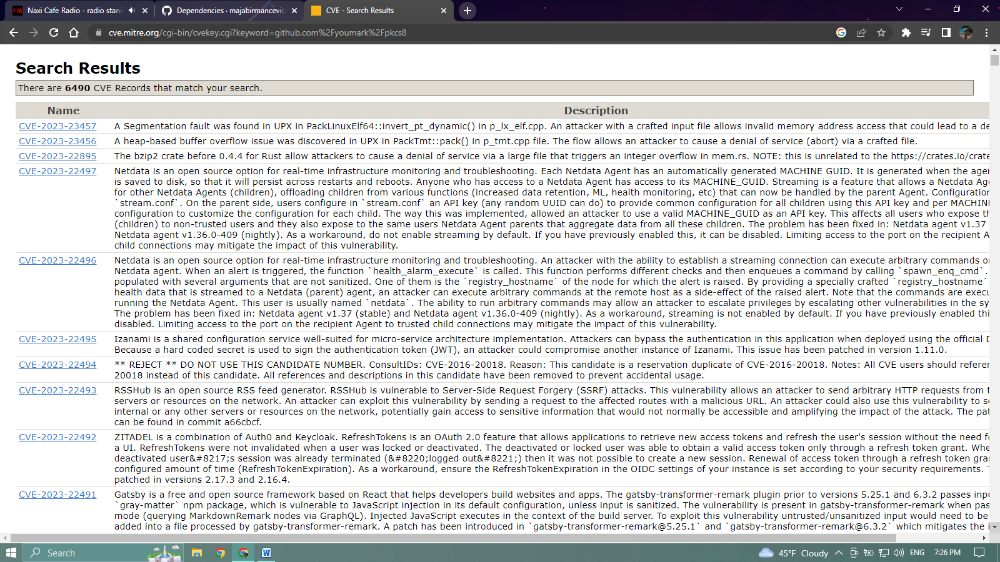 Naxi Cafe Radio - radio stani
Dependencies · majabirmancevic
CVE - Search Results
cve.mitre.org/cgi-bin/cvekey.cgi?keyword=github.com%2Fyoumark%2Fpkcs8
Search Results
There are 6490 CVE Records that match your search.
Name Description
CVE-2023-23457 A Segmentation fault was found in UPX in PackLinuxElf64::invert_pt_dynamic() in p_lx_elf.cpp. An attacker with a crafted input file allows invalid memory address access that could lead to a de
CVE-2023-23456 A heap-based buffer overflow issue was discovered in UPX in PackTmt::pack() in p_tmt.cpp file. The flow allows an attacker to cause a denial of service (abort) via a crafted file.
CVE-2023-22895 The bzip2 crate before 0.4.4 for Rust allow attackers to cause a denial of service via a large file that triggers an integer overflow in mem.rs. NOTE: this is unrelated to the https://crates.io/crate
CVE-2023-22497 Netdata is an open source option for real-time infrastructure monitoring and troubleshooting. Each Netdata Agent has an automatically generated MACHINE GUID. It is generated when the agen
is saved to disk, so that it will persist across restarts and reboots. Anyone who has access to a Netdata Agent has access to its MACHINE_GUID. Streaming is a feature that allows a Netdata Age
for other Netdata Agents (children), offloading children from various functions (increased data retention, ML, health monitoring, etc) that can now be handled by the parent Agent. Configuration
`stream.conf`. On the parent side, users configure in `stream.conf` an API key (any random UUID can do) to provide common configuration for all children using this API key and per MACHIN
configuration to customize the configuration for each child. The way this was implemented, allowed an attacker to use a valid MACHINE_GUID as an API key. This affects all users who expose th
(children) to non-trusted users and they also expose to the same users Netdata Agent parents that aggregate data from all these children. The problem has been fixed in: Netdata agent v1.37
Netdata agent v1.36.0-409 (nightly). As a workaround, do not enable streaming by default. If you have previously enabled this, it can be disabled. Limiting access to the port on the recipient A
child connections may mitigate the impact of this vulnerability.
CVE-2023-22496 Netdata is an open source option for real-time infrastructure monitoring and troubleshooting. An attacker with the ability to establish a streaming connection can execute arbitrary commands o
Netdata agent. When an alert is triggered, the function `health_alarm_execute` is called. This function performs different checks and then enqueues a command by calling `spawn_enq_cmd`.
populated with several arguments that are not sanitized. One of them is the `registry_hostname` of the node for which the alert is raised. By providing a specially crafted `registry_hostname`
health data that is streamed to a Netdata (parent) agent, an attacker can execute arbitrary commands at the remote host as a side-effect of the raised alert. Note that the commands are execu
running the Netdata Agent. This user is usually named `netdata`. The ability to run arbitrary commands may allow an attacker to escalate privileges by escalating other vulnerabilities in the sy
The problem has been fixed in: Netdata agent v1.37 (stable) and Netdata agent v1.36.0-409 (nightly). As a workaround, streaming is not enabled by default. If you have previously enabled thi
disabled. Limiting access to the port on the recipient Agent to trusted child connections may mitigate the impact of this vulnerability.
CVE-2023-22495 Izanami is a shared configuration service well-suited for micro-service architecture implementation. Attackers can bypass the authentication in this application when deployed using the official D
Because a hard coded secret is used to sign the authentication token (JWT), an attacker could compromise another instance of Izanami. This issue has been patched in version 1.11.0.
CVE-2023-22494 ** REJECT ** DO NOT USE THIS CANDIDATE NUMBER. ConsultIDs: CVE-2016-20018. Reason: This candidate is a reservation duplicate of CVE-2016-20018. Notes: All CVE users should referen
20018 instead of this candidate. All references and descriptions in this candidate have been removed to prevent accidental usage.
CVE-2023-22493 RSSHub is an open source RSS feed generator. RSSHub is vulnerable to Server-Side Request Forgery (SSRF) attacks. This vulnerability allows an attacker to send arbitrary HTTP requests from t
servers or resources on the network. An attacker can exploit this vulnerability by sending a request to the affected routes with a malicious URL. An attacker could also use this vulnerability to se
internal or any other servers or resources on the network, potentially gain access to sensitive information that would not normally be accessible and amplifying the impact of the attack. The pat
can be found in commit a66cbcf.
CVE-2023-22492 ZITADEL is a combination of Auth0 and Keycloak. RefreshTokens is an OAuth 2.0 feature that allows applications to retrieve new access tokens and refresh the user's session without the need fo
a UI. RefreshTokens were not invalidated when a user was locked or deactivated. The deactivated or locked user was able to obtain a valid access token only through a refresh token grant. Whe
deactivated user&#8217;s session was already terminated (&#8220;logged out&#8221;) then it was not possible to create a new session. Renewal of access token through a refresh token gran
configured amount of time (RefreshTokenExpiration). As a workaround, ensure the RefreshTokenExpiration in the OIDC settings of your instance is set according to your security requirements. T
patched in versions 2.17.3 and 2.16.4.
CVE-2023-22491 Gatsby is a free and open source framework based on React that helps developers build websites and apps. The gatsby-transformer-remark plugin prior to versions 5.25.1 and 6.3.2 passes inpu
`gray-matter` npm package, which is vulnerable to JavaScript injection in its default configuration, unless input is sanitized. The vulnerability is present in gatsby-transformer-remark when pas
mode (querying MarkdownRemark nodes via GraphQL). Injected JavaScript executes in the context of the build server. To exploit this vulnerability untrusted/unsanitized input would need to be
added into a file processed by gatsby-transformer-remark. A patch has been introduced in `gatsby-transformer-remark@5.25.1` and `gatsby-transformer-remark@6.3.2` which mitigates the i
Search
45°F Cloudy
ENG
7:26 PM